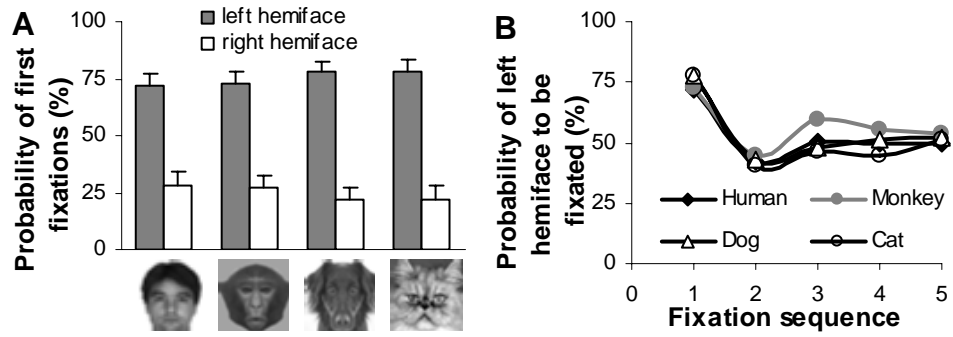 A
left hemiface
right hemiface
Probability of first
fixations (%)
100
75
50
25
0
B
Probability of left
hemiface to be
fixated (%)
100
75
50
25
0
Human
Monkey
Dog
Cat
0 1 2 3 4 5
Fixation sequence